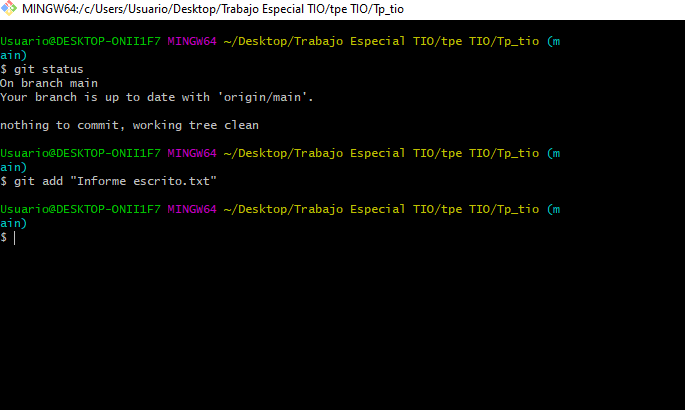 MINGW64:/c/Users/Usuario/Desktop/Trabajo Especial TIO/tpe TIO/Tp_tio
Usuario@DESKTOP-ONII1F7 MINGW64 ~/Desktop/Trabajo Especial TIO/tpe TIO/Tp_tio (m
ain)
$ git status
On branch main
Your branch is up to date with 'origin/main'.
nothing to commit, working tree clean
Usuario@DESKTOP-ONII1F7 MINGW64 ~/Desktop/Trabajo Especial TIO/tpe TIO/Tp_tio (m
ain)
$ git add "Informe escrito.txt"
Usuario@DESKTOP-ONII1F7 MINGW64 ~/Desktop/Trabajo Especial TIO/tpe TIO/Tp_tio (m
ain)
$